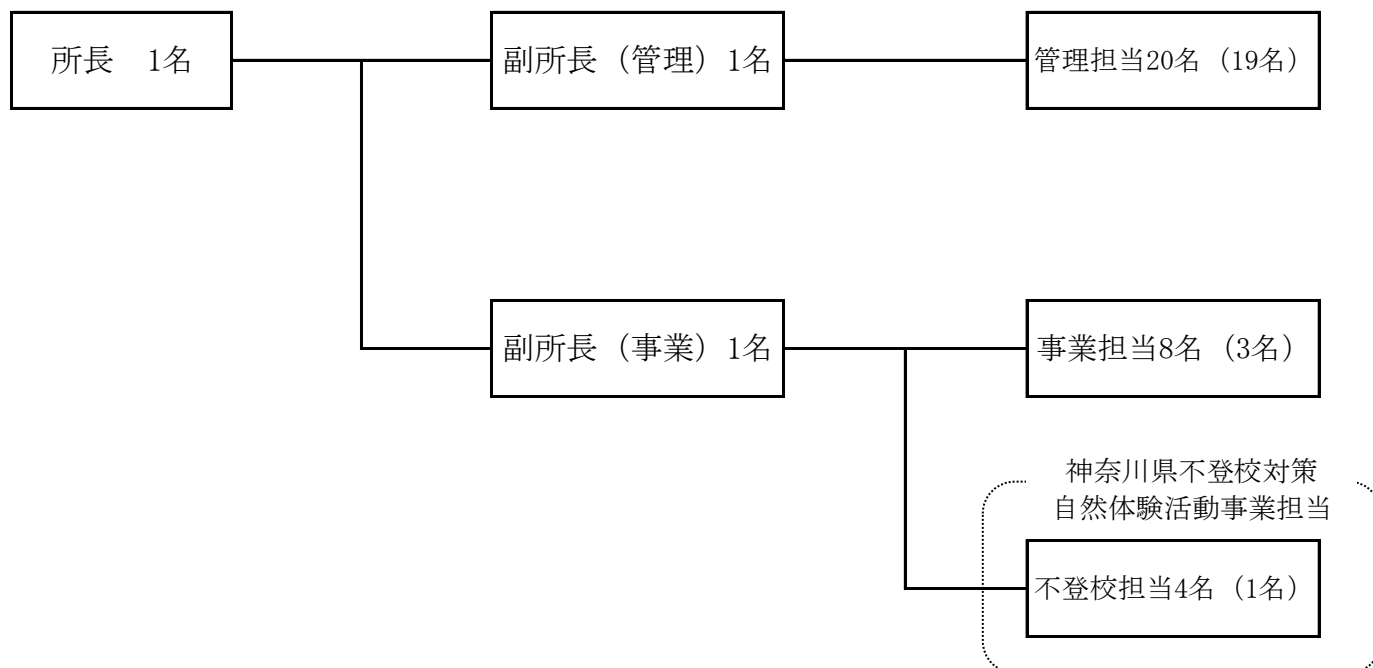 所長　1名
副所長（管理）1名
管理担当20名（19名）
副所長（事業）1名
事業担当8名（3名）
神奈川県不登校対策
自然体験活動事業担当
不登校担当4名（1名）